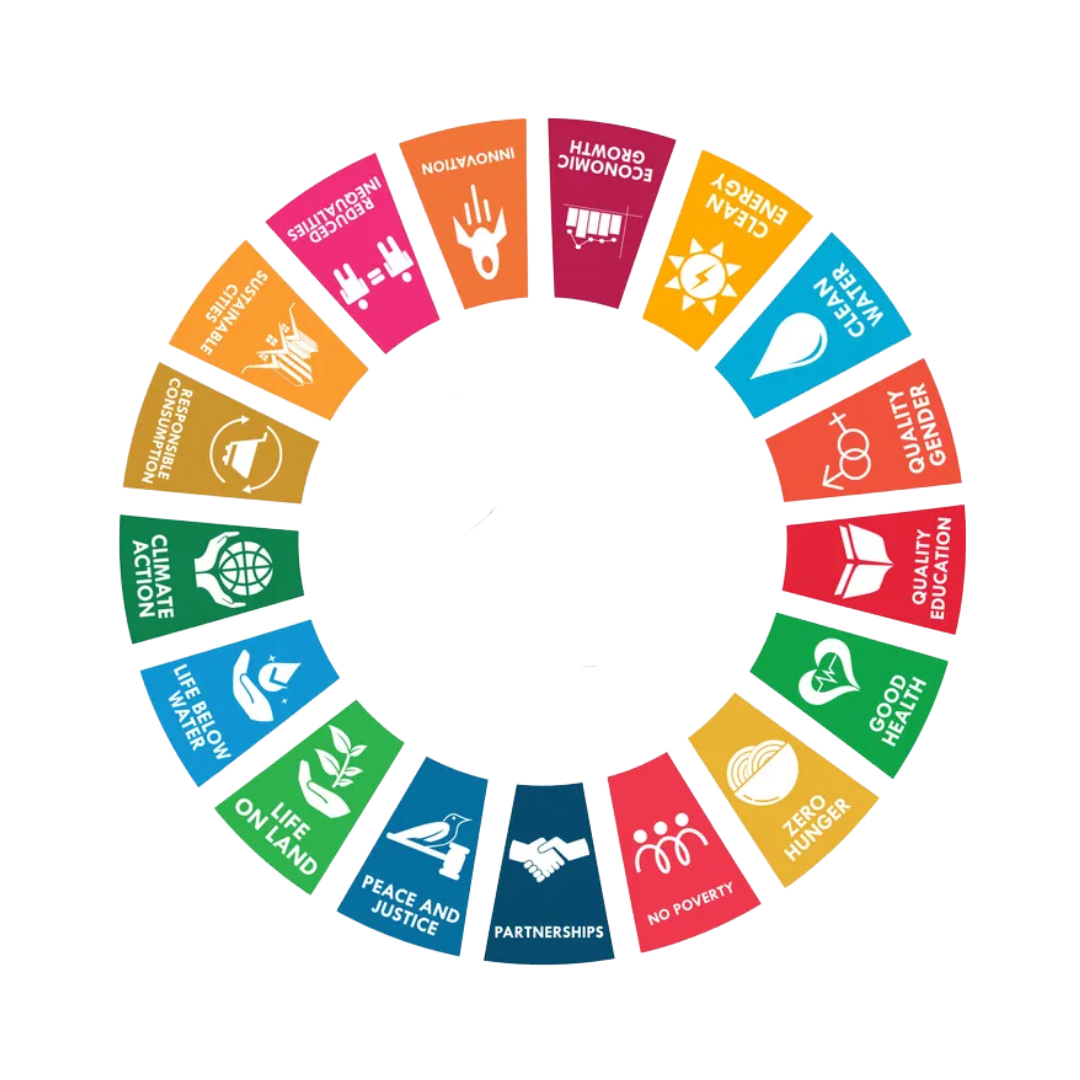 NO POVERTY
ZERO
HUNGER
GOOD
HEALTH
QUALITY
EDUCATION
QUALITY
GENDER
CLEAN
WATER
CLEAN
ENERGY
ECONOMIC
GROWTH
INNOVATION
REDUCED
INEQUALITIES
SUSTAINABLE
CITIES
RESPONSIBLE
CONSUMPTION
CLIMATE
ACTION
LIFE BELOW
WATER
LIFE
ON LAND
PEACE AND
JUSTICE
PARTNERSHIPS